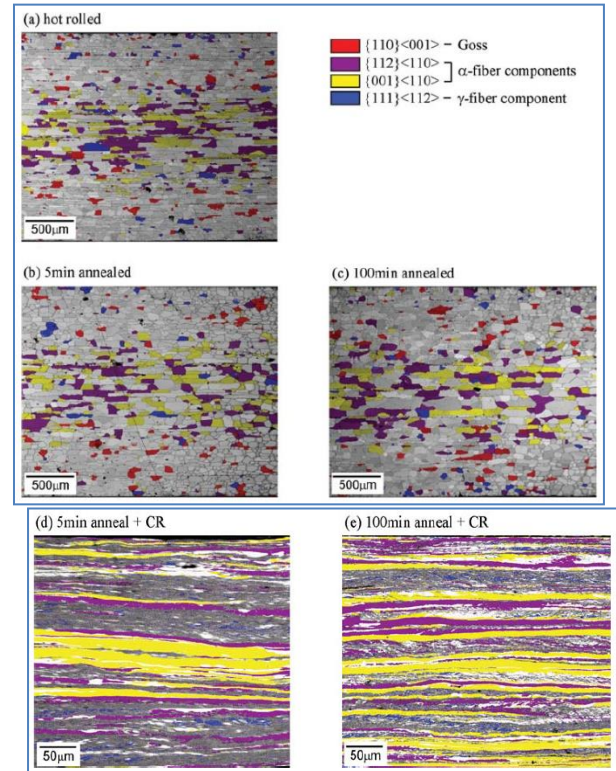 (a) hot rolled
{110}<001> – Goss
{112}<110>
{001}<110>
α-fiber components
{111}<112> – γ-fiber component
500μm
(b) 5min annealed
(c) 100min annealed
500μm
500μm
(d) 5min anneal + CR
(e) 100min anneal + CR
50μm
50μm